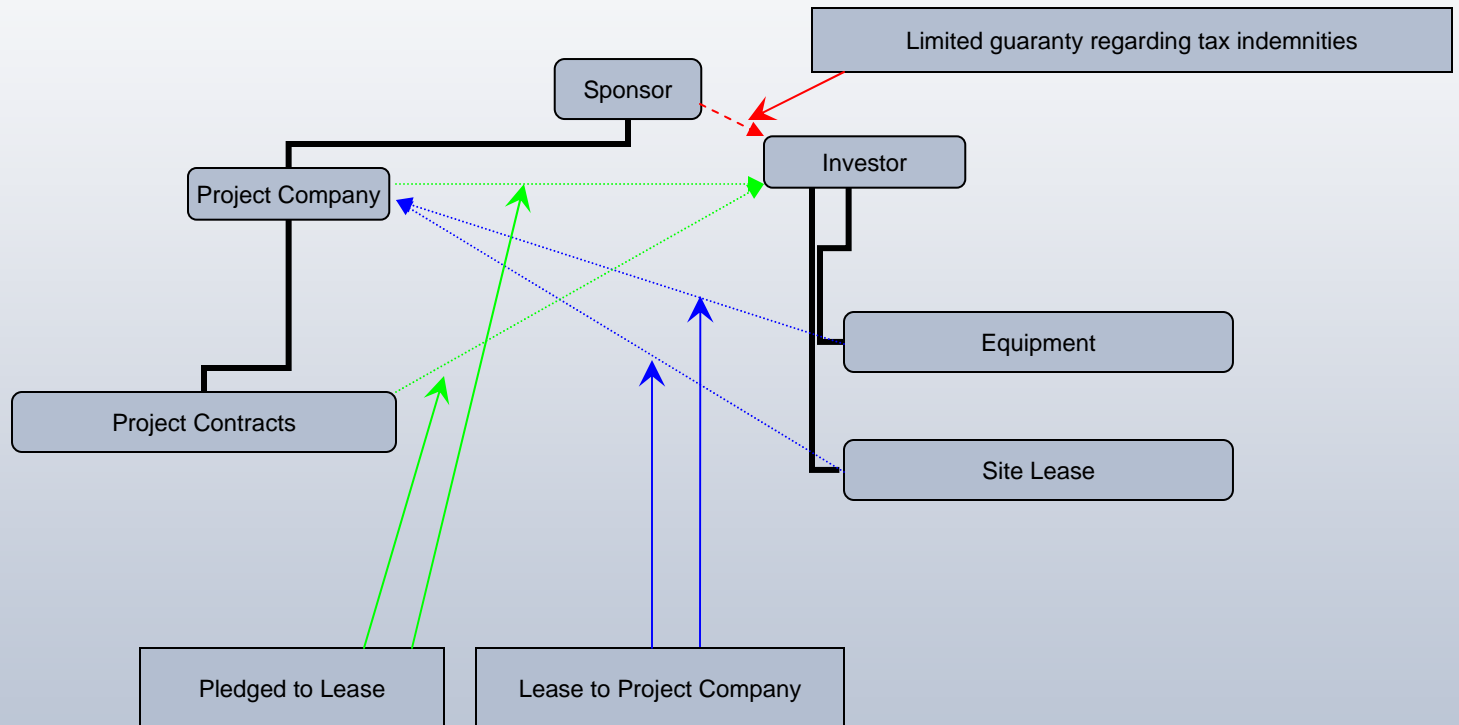 Limited guaranty regarding tax indemnities
Sponsor
Investor
Project Company
Equipment
Project Contracts
Site Lease
Pledged to Lease
Lease to Project Company